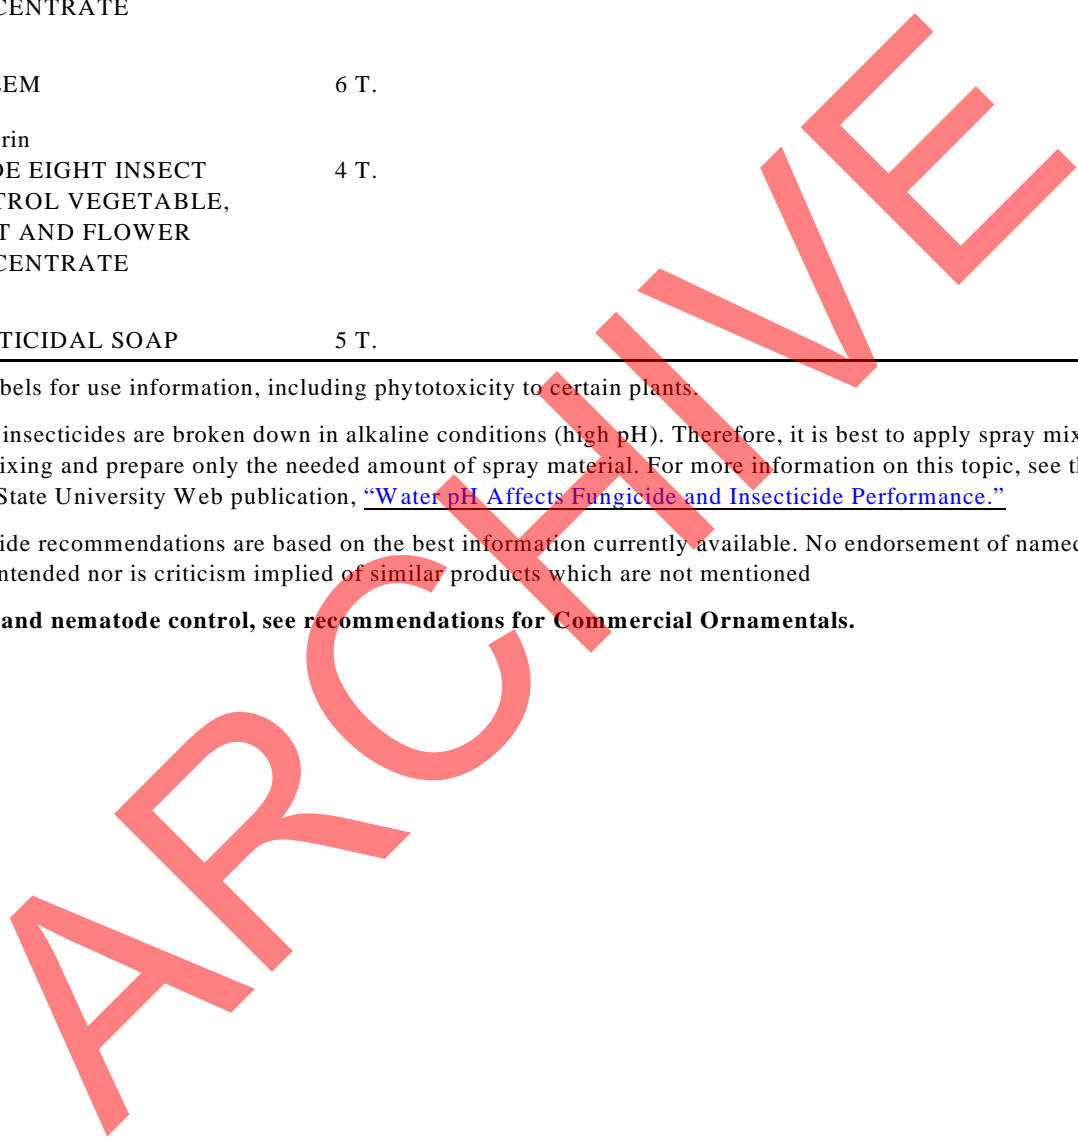 CENTRATE
EM 6 T.
rin
DE EIGHT INSECT 4 T.
TROL VEGETABLE,
T AND FLOWER
CENTRATE
TICIDAL SOAP 5 T.
bels for use information, including phytotoxicity to certain plants.
insecticides are broken down in alkaline conditions (high pH). Therefore, it is best to apply spray mix
ixing and prepare only the needed amount of spray material. For more information on this topic, see th
State University Web publication, “Water pH Affects Fungicide and Insecticide Performance.”
ide recommendations are based on the best information currently available. No endorsement of named
ntended nor is criticism implied of similar products which are not mentioned
and nematode control, see recommendations for Commercial Ornamentals.
ARCHIVE